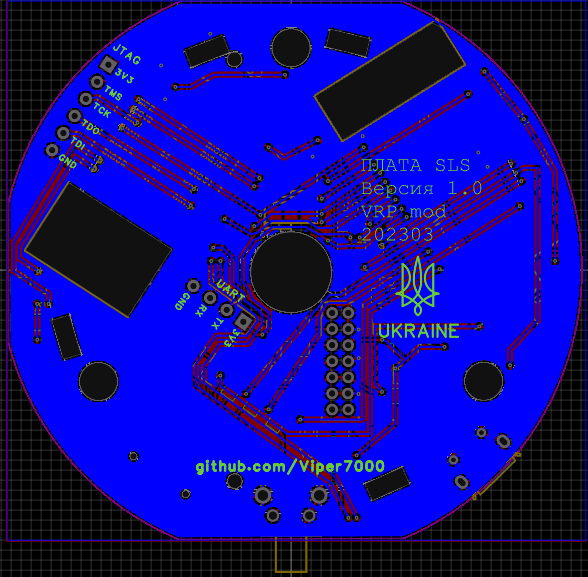 JTAG
3V3
TMS
TCK
TDO
TDI
GND
ПЛАТА SLS
Версия 1.0
VRP mod
202303
UART
GND
RX
TX
3V3
UKRAINE
github.com/Viper7000